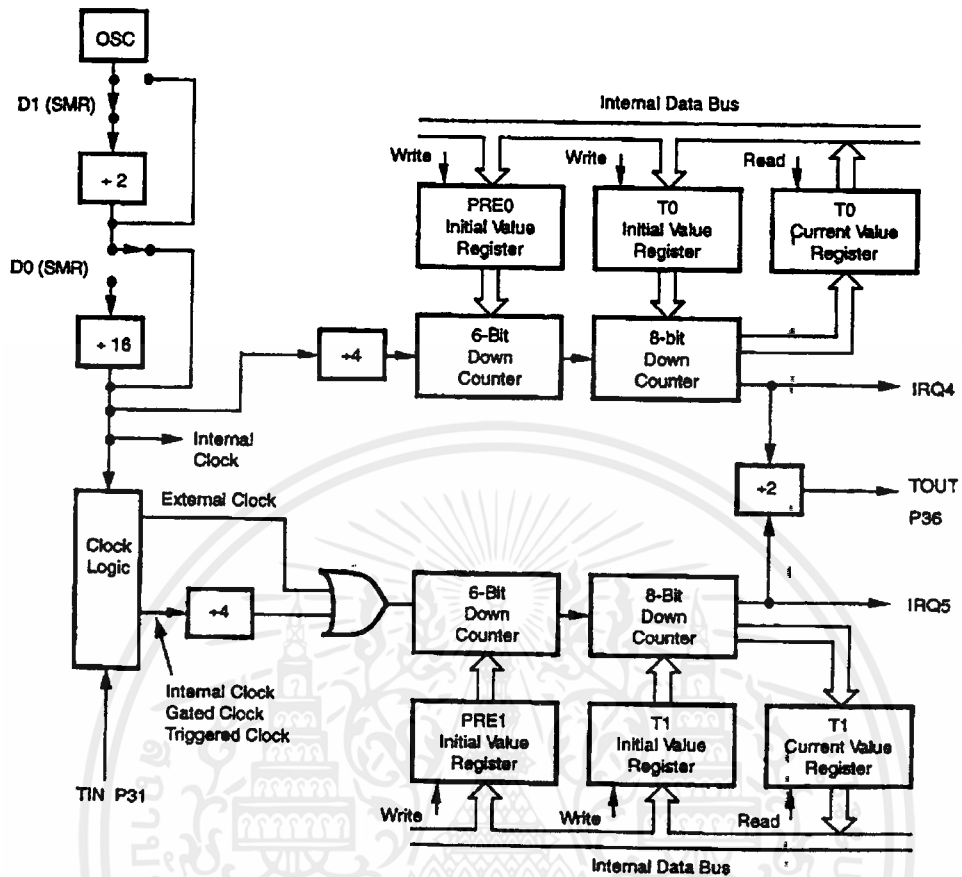 OSC
D1 (SMR)
÷ 2
D0 (SMR)
÷ 16
Internal Data Bus
Write
Write
Read
PRE0
Initial Value
Register
T0
Initial Value
Register
T0
Current Value
Register
÷4
6-Bit
Down
Counter
8-bit
Down
Counter
IRQ4
Internal
Clock
÷2
TOUT
P36
External Clock
Clock
Logic
÷4
6-Bit
Down
Counter
8-Bit
Down
Counter
IRQ5
Internal Clock
Gated Clock
Triggered Clock
PRE1
Initial Value
Register
T1
Initial Value
Register
T1
Current Value
Register
TIN P31
Write
Write
Read
Internal Data Bus